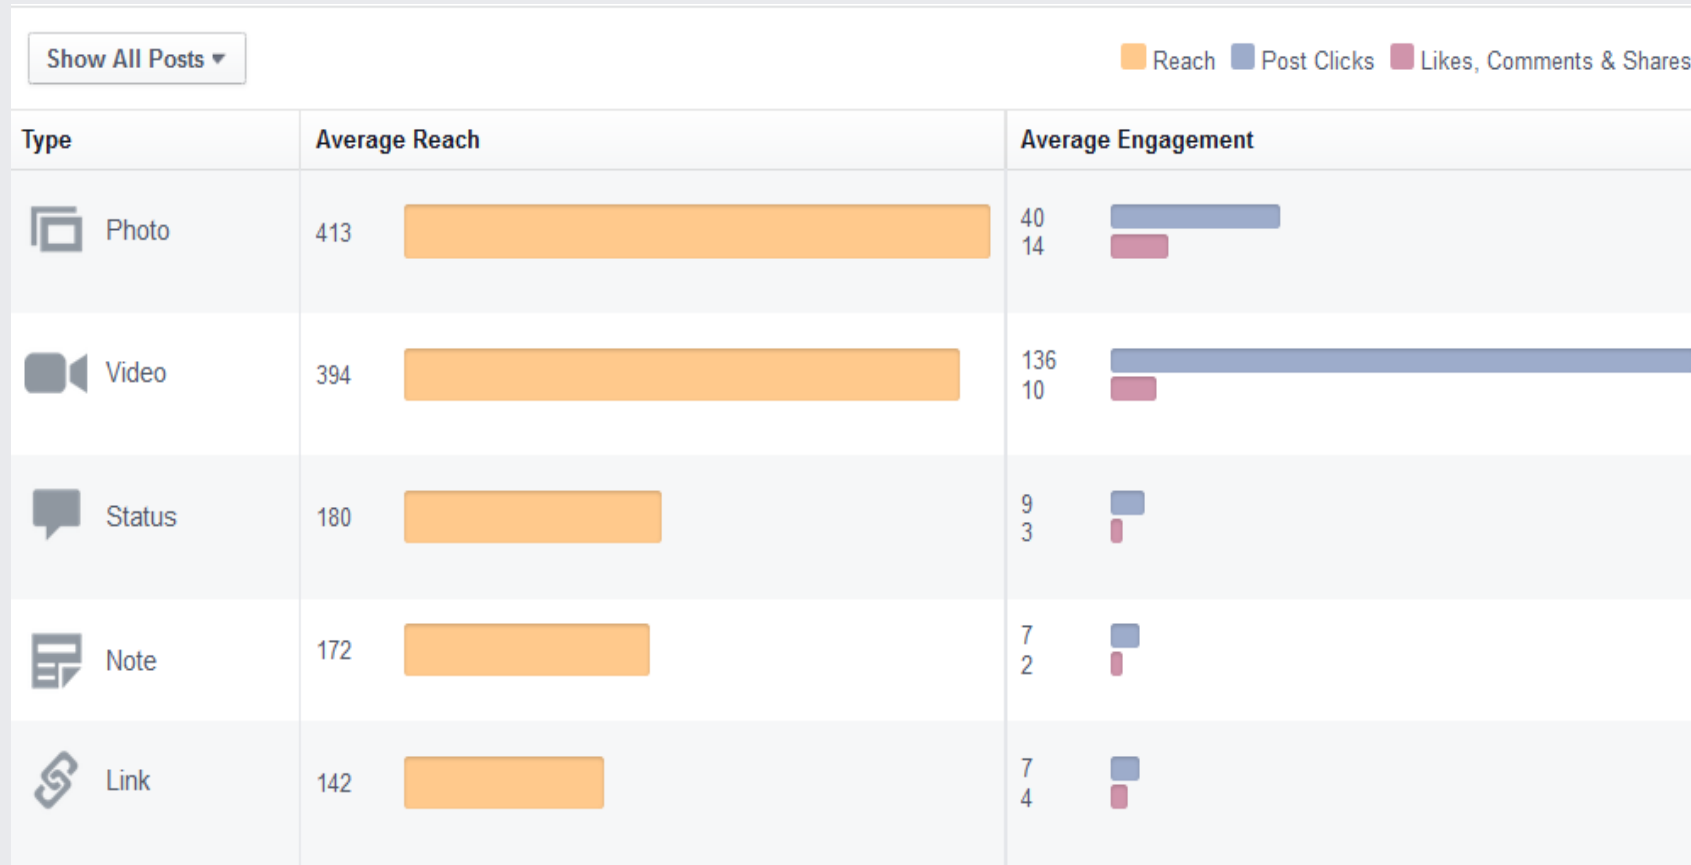 Show All Posts
Reach Post Clicks Likes, Comments & Shares
Type Average Reach Average Engagement
Photo 413 40
14
Video 394 136
10
Status 180 9
3
Note 172 7
2
Link 142 7
4